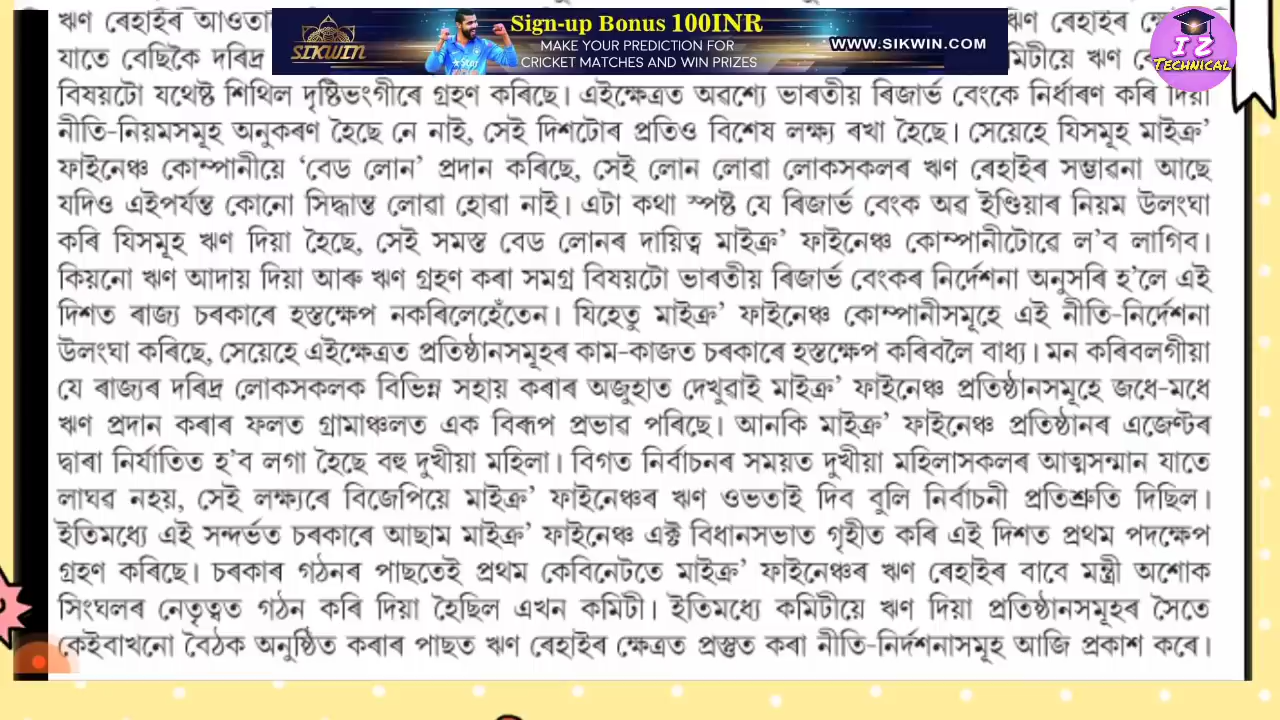 ঋণ ৰেহাইৰ আওতা
ঋণ ৰেহাইৰ
Sign-up Bonus 100INR
MAKE YOUR PREDICTION FOR
CRICKET MATCHES AND WIN PRIZES
WWW.SIKWIN.COM
SIKWIN
I Z
TECHNICAL
যাতে বেছিকৈ দৰিদ্ৰ
ঋণ
বিষয়টো যথেষ্ট শিথিল দৃষ্টিভংগীৰে গ্ৰহণ কৰিছে। এইক্ষেত্ৰত অৱশ্যে ভাৰতীয় ৰিজাৰ্ভ বেংকে নিৰ্ধাৰণ কৰি দিয়া
নীতি-নিয়মসমূহ অনুকৰণ হৈছে নে নাই, সেই দিশটোৰ প্ৰতিও বিশেষ লক্ষ্য ৰখা হৈছে। সেয়েহে যিসমূহ মাইক্ৰ’
ফাইনেঞ্চ কোম্পানীয়ে ‘বেড লোন’ প্ৰদান কৰিছে, সেই লোন লোৱা লোকসকলৰ ঋণ ৰেহাইৰ সম্ভাৱনা আছে
যদিও এইপৰ্যন্ত কোনো সিদ্ধান্ত লোৱা হোৱা নাই। এটা কথা স্পষ্ট যে ৰিজাৰ্ভ বেংক অৱ ইণ্ডিয়াৰ নিয়ম উলংঘা
কৰি যিসমূহ ঋণ দিয়া হৈছে, সেই সমস্ত বেড লোনৰ দায়িত্ব মাইক্ৰ’ ফাইনেঞ্চ কোম্পানীটোৱে ল’ব লাগিব।
কিয়নো ঋণ আদায় দিয়া আৰু ঋণ গ্ৰহণ কৰা সমগ্ৰ বিষয়টো ভাৰতীয় ৰিজাৰ্ভ বেংকৰ নিৰ্দেশনা অনুসৰি হ’লে এই
দিশত ৰাজ্য চৰকাৰে হস্তক্ষেপ নকৰিলেহেঁতেন। যিহেতু মাইক্ৰ’ ফাইনেঞ্চ কোম্পানীসমূহে এই নীতি-নিৰ্দেশনা
উলংঘা কৰিছে, সেয়েহে এইক্ষেত্ৰত প্ৰতিষ্ঠানসমূহৰ কাম-কাজত চৰকাৰে হস্তক্ষেপ কৰিবলৈ বাধ্য। মন কৰিবলগীয়া
যে ৰাজ্যৰ দৰিদ্ৰ লোকসকলক বিভিন্ন সহায় কৰাৰ অজুহাত দেখুৱাই মাইক্ৰ’ ফাইনেঞ্চ প্ৰতিষ্ঠানসমূহে জধে-মধে
ঋণ প্ৰদান কৰাৰ ফলত গ্ৰামাঞ্চলত এক বিৰূপ প্ৰভাৱ পৰিছে। আনকি মাইক্ৰ’ ফাইনেঞ্চ প্ৰতিষ্ঠানৰ এজেণ্টৰ
দ্বাৰা নিৰ্যাতিত হ’ব লগা হৈছে বহু দুখীয়া মহিলা। বিগত নিৰ্বাচনৰ সময়ত দুখীয়া মহিলাসকলৰ আত্মসন্মান যাতে
লাঘৱ নহয়, সেই লক্ষ্যৰে বিজেপিয়ে মাইক্ৰ’ ফাইনেঞ্চৰ ঋণ ওভতাই দিব বুলি নিৰ্বাচনী প্ৰতিশ্ৰুতি দিছিল।
ইতিমধ্যে এই সন্দৰ্ভত চৰকাৰে আছাম মাইক্ৰ’ ফাইনেঞ্চ এক্ট বিধানসভাত গৃহীত কৰি এই দিশত প্ৰথম পদক্ষেপ
গ্ৰহণ কৰিছে। চৰকাৰ গঠনৰ পাছতেই প্ৰথম কেবিনেটতে মাইক্ৰ’ ফাইনেঞ্চৰ ঋণ ৰেহাইৰ বাবে মন্ত্ৰী অশোক
সিংঘলৰ নেতৃত্বত গঠন কৰি দিয়া হৈছিল এখন কমিটী। ইতিমধ্যে কমিটীয়ে ঋণ দিয়া প্ৰতিষ্ঠানসমূহৰ সৈতে
কেইবাখনো বৈঠক অনুষ্ঠিত কৰাৰ পাছত ঋণ ৰেহাইৰ ক্ষেত্ৰত প্ৰস্তুত কৰা নীতি-নিৰ্দশনাসমূহ আজি প্ৰকাশ কৰে।